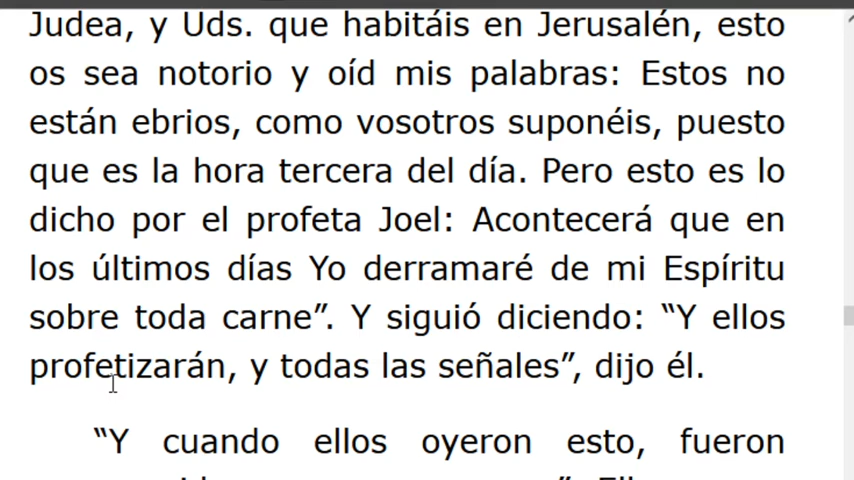 Judea, y Uds. que habitáis en Jerusalén, esto
os sea notorio y oíd mis palabras: Estos no
están ebrios, como vosotros suponéis, puesto
que es la hora tercera del día. Pero esto es lo
dicho por el profeta Joel: Acontecerá que en
los últimos días Yo derramaré de mi Espíritu
sobre toda carne”. Y siguió diciendo: “Y ellos
profetizarán, y todas las señales”, dijo él.
“Y cuando ellos oyeron esto, fueron